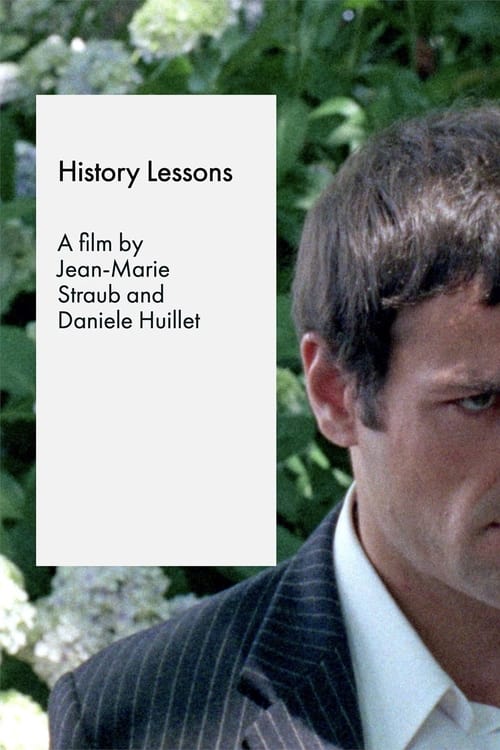 History Lessons
A film by
Jean-Marie
Straub and
Daniele Huillet